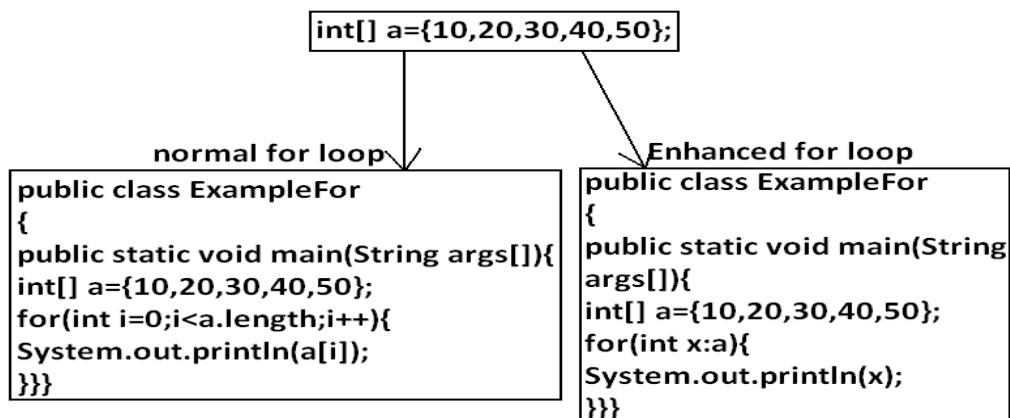 int[] a={10,20,30,40,50};
normal for loop
public class ExampleFor
{
public static void main(String args[]){
int[] a={10,20,30,40,50};
for(int i=0;i<a.length;i++){
System.out.println(a[i]);
}}}
Enhanced for loop
public class ExampleFor
{
public static void main(String
args[]){
int[] a={10,20,30,40,50};
for(int x:a){
System.out.println(x);
}}}